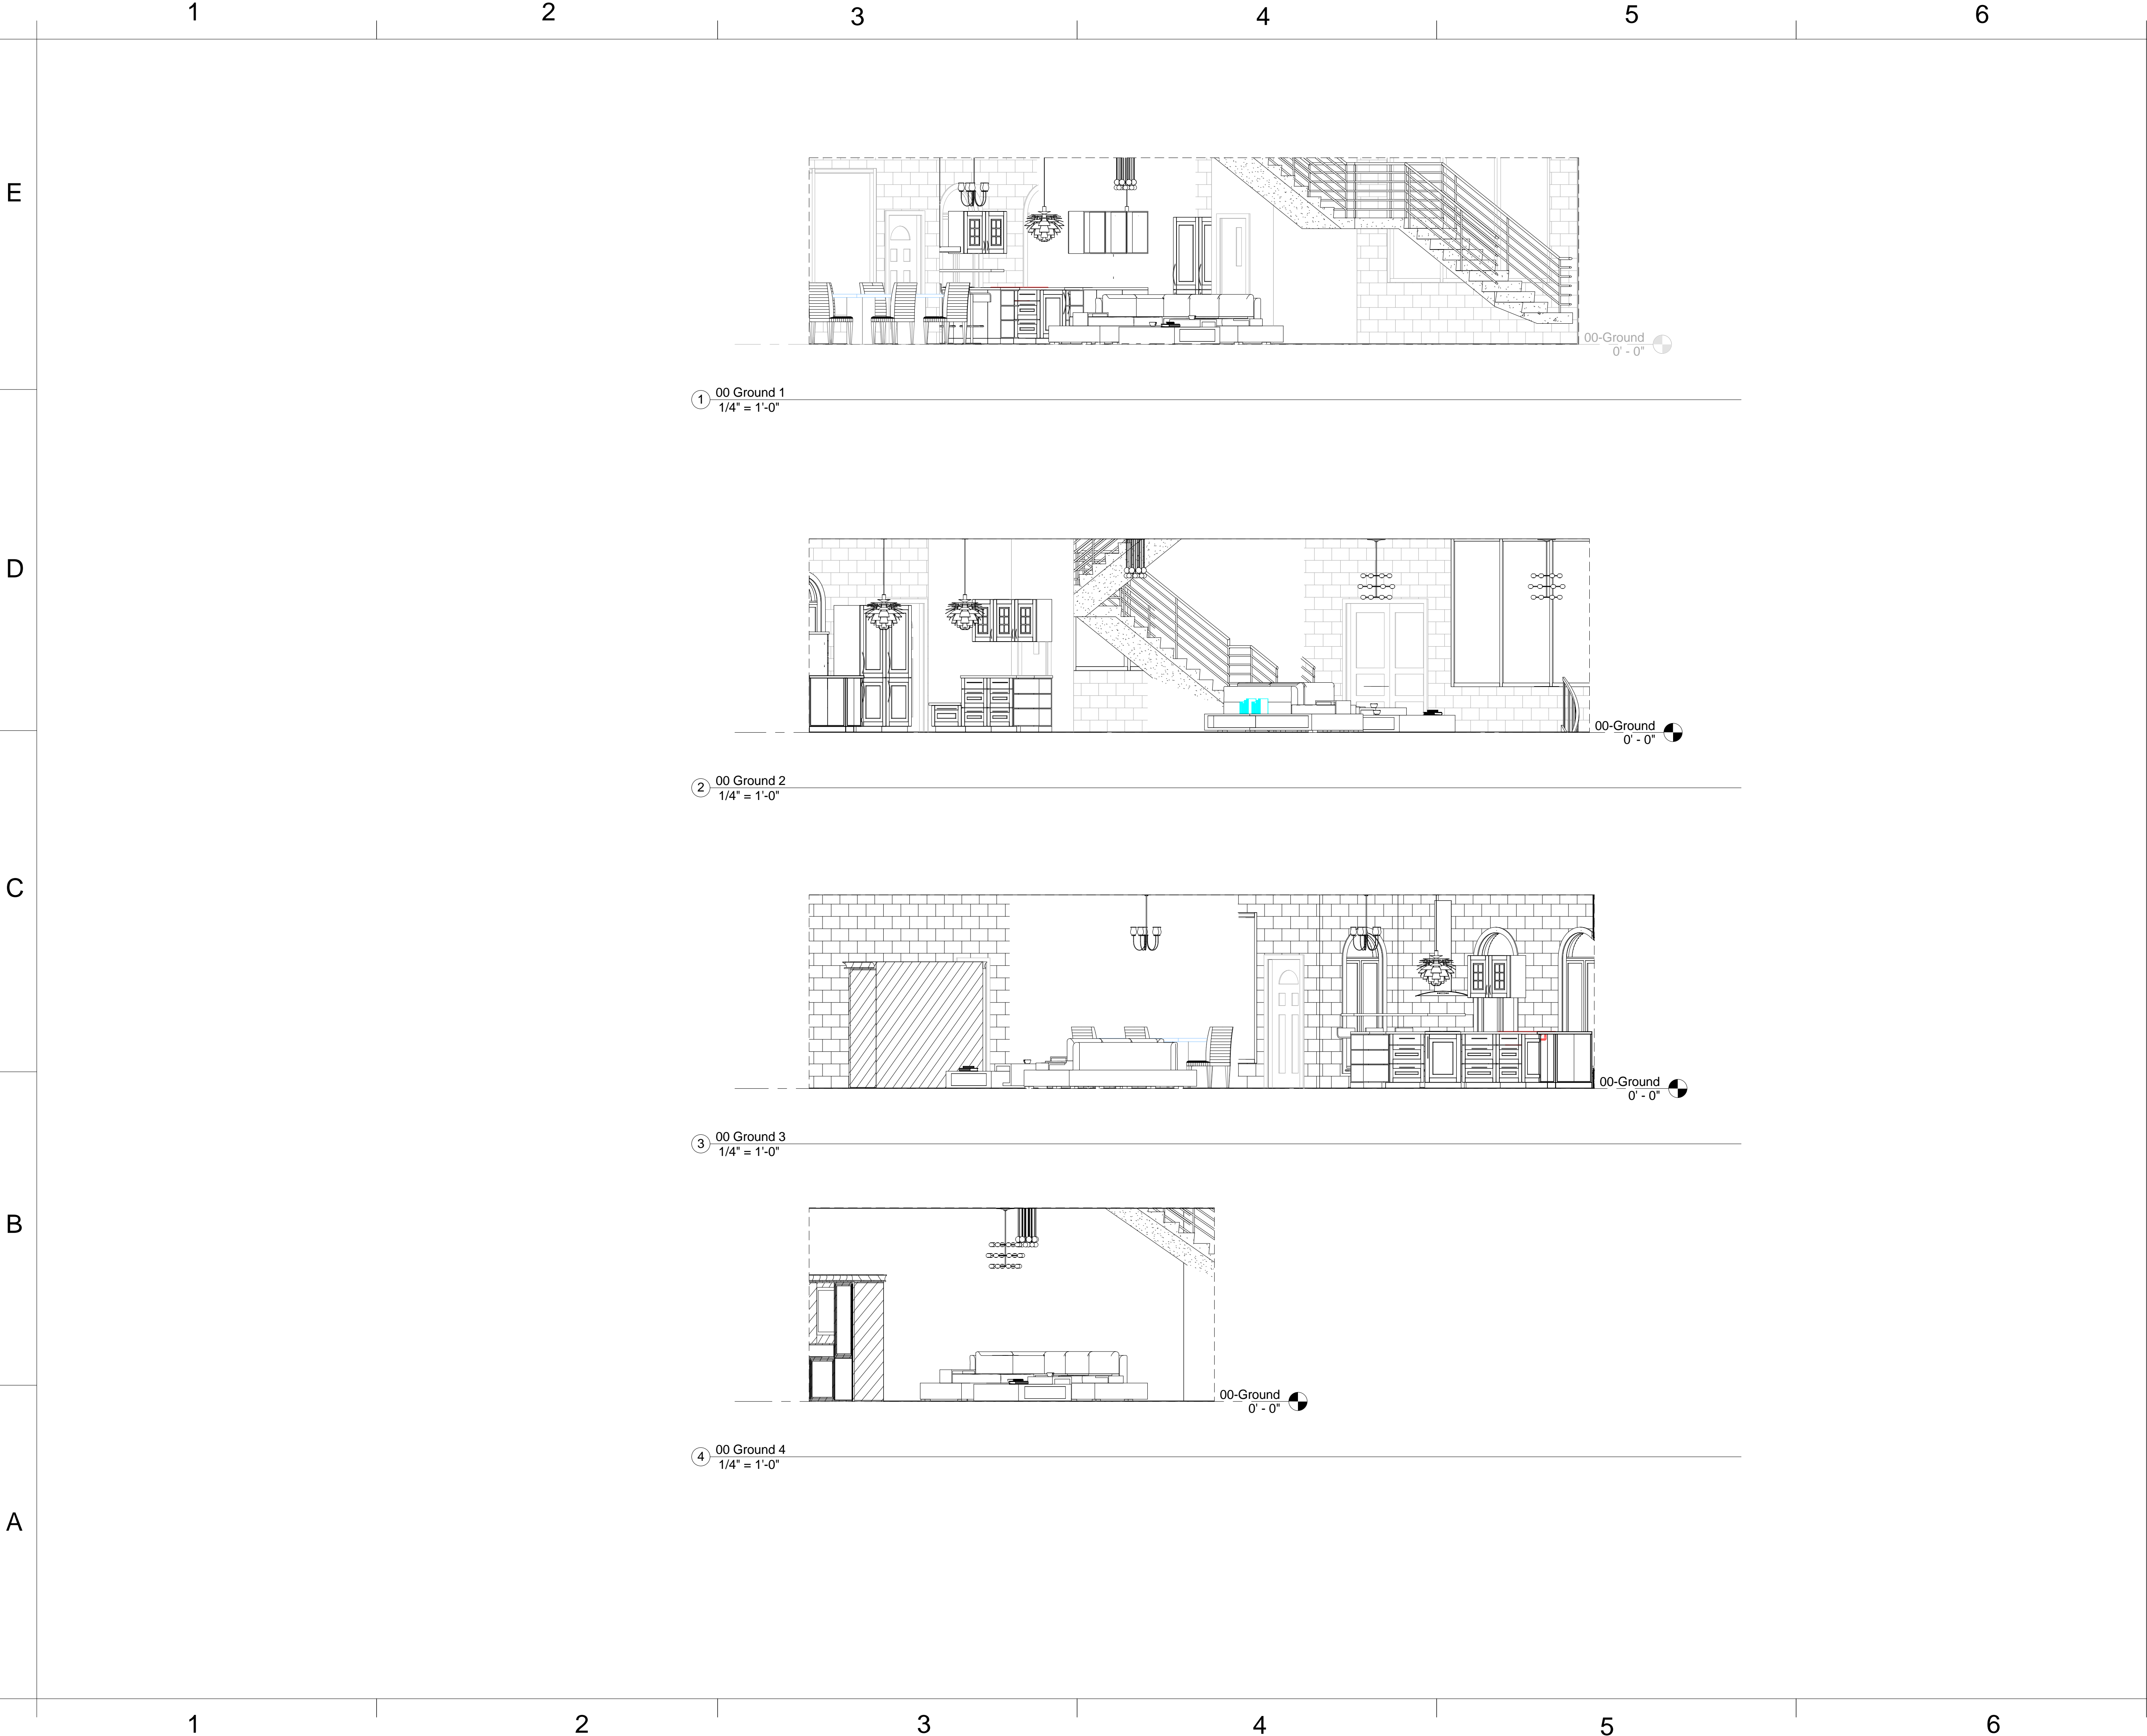 1 2 3 4 5 6
E
00-Ground
0' - 0"
1 00 Ground 1
1/4" = 1'-0"
D
00-Ground
0' - 0"
2 00 Ground 2
1/4" = 1'-0"
C
00-Ground
0' - 0"
3 00 Ground 3
1/4" = 1'-0"
B
00-Ground
0' - 0"
4 00 Ground 4
1/4" = 1'-0"
A
1 2 3 4 5 6